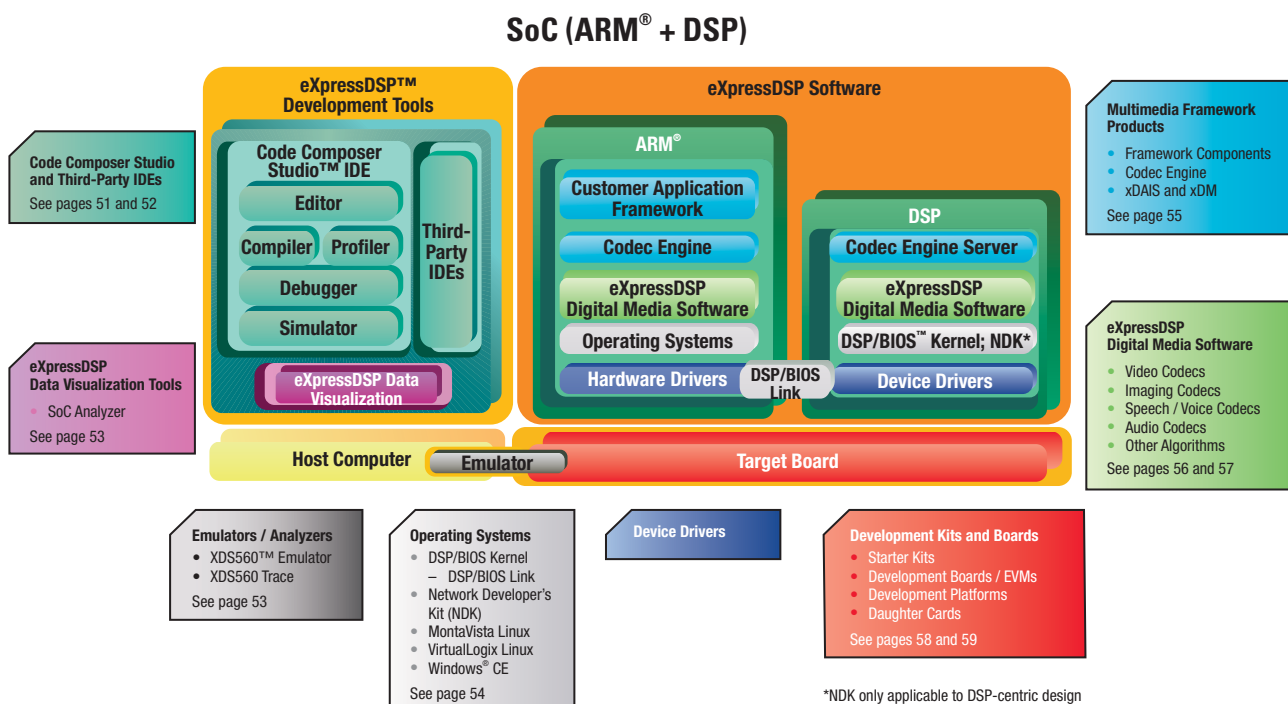 SoC (ARM® + DSP)
eXpressDSP™
Development Tools
eXpressDSP Software
Code Composer Studio
and Third-Party IDEs
See pages 51 and 52
eXpressDSP
Data Visualization Tools
• SoC Analyzer
See page 53
Code Composer
Studio™ IDE
Editor
Compiler
Profiler
Debugger
Simulator
Third-
Party
IDEs
eXpressDSP Data
Visualization
ARM®
Customer Application
Framework
Codec Engine
eXpressDSP
Digital Media Software
Operating Systems
Hardware Drivers
DSP/BIOS
Link
DSP
Codec Engine Server
eXpressDSP
Digital Media Software
DSP/BIOS™ Kernel; NDK*
Device Drivers
Multimedia Framework
Products
• Framework Components
• Codec Engine
• xDAIS and xDM
See page 55
eXpressDSP
Digital Media Software
• Video Codecs
• Imaging Codecs
• Speech / Voice Codecs
• Audio Codecs
• Other Algorithms
See pages 56 and 57
Host Computer
Emulator
Target Board
Emulators / Analyzers
• XDS560™ Emulator
• XDS560 Trace
See page 53
Operating Systems
• DSP/BIOS Kernel
– DSP/BIOS Link
• Network Developer's
Kit (NDK)
• MontaVista Linux
• VirtualLogix Linux
• Windows® CE
See page 54
Device Drivers
Development Kits and Boards
• Starter Kits
• Development Boards / EVMs
• Development Platforms
• Daughter Cards
See pages 58 and 59
*NDK only applicable to DSP-centric design